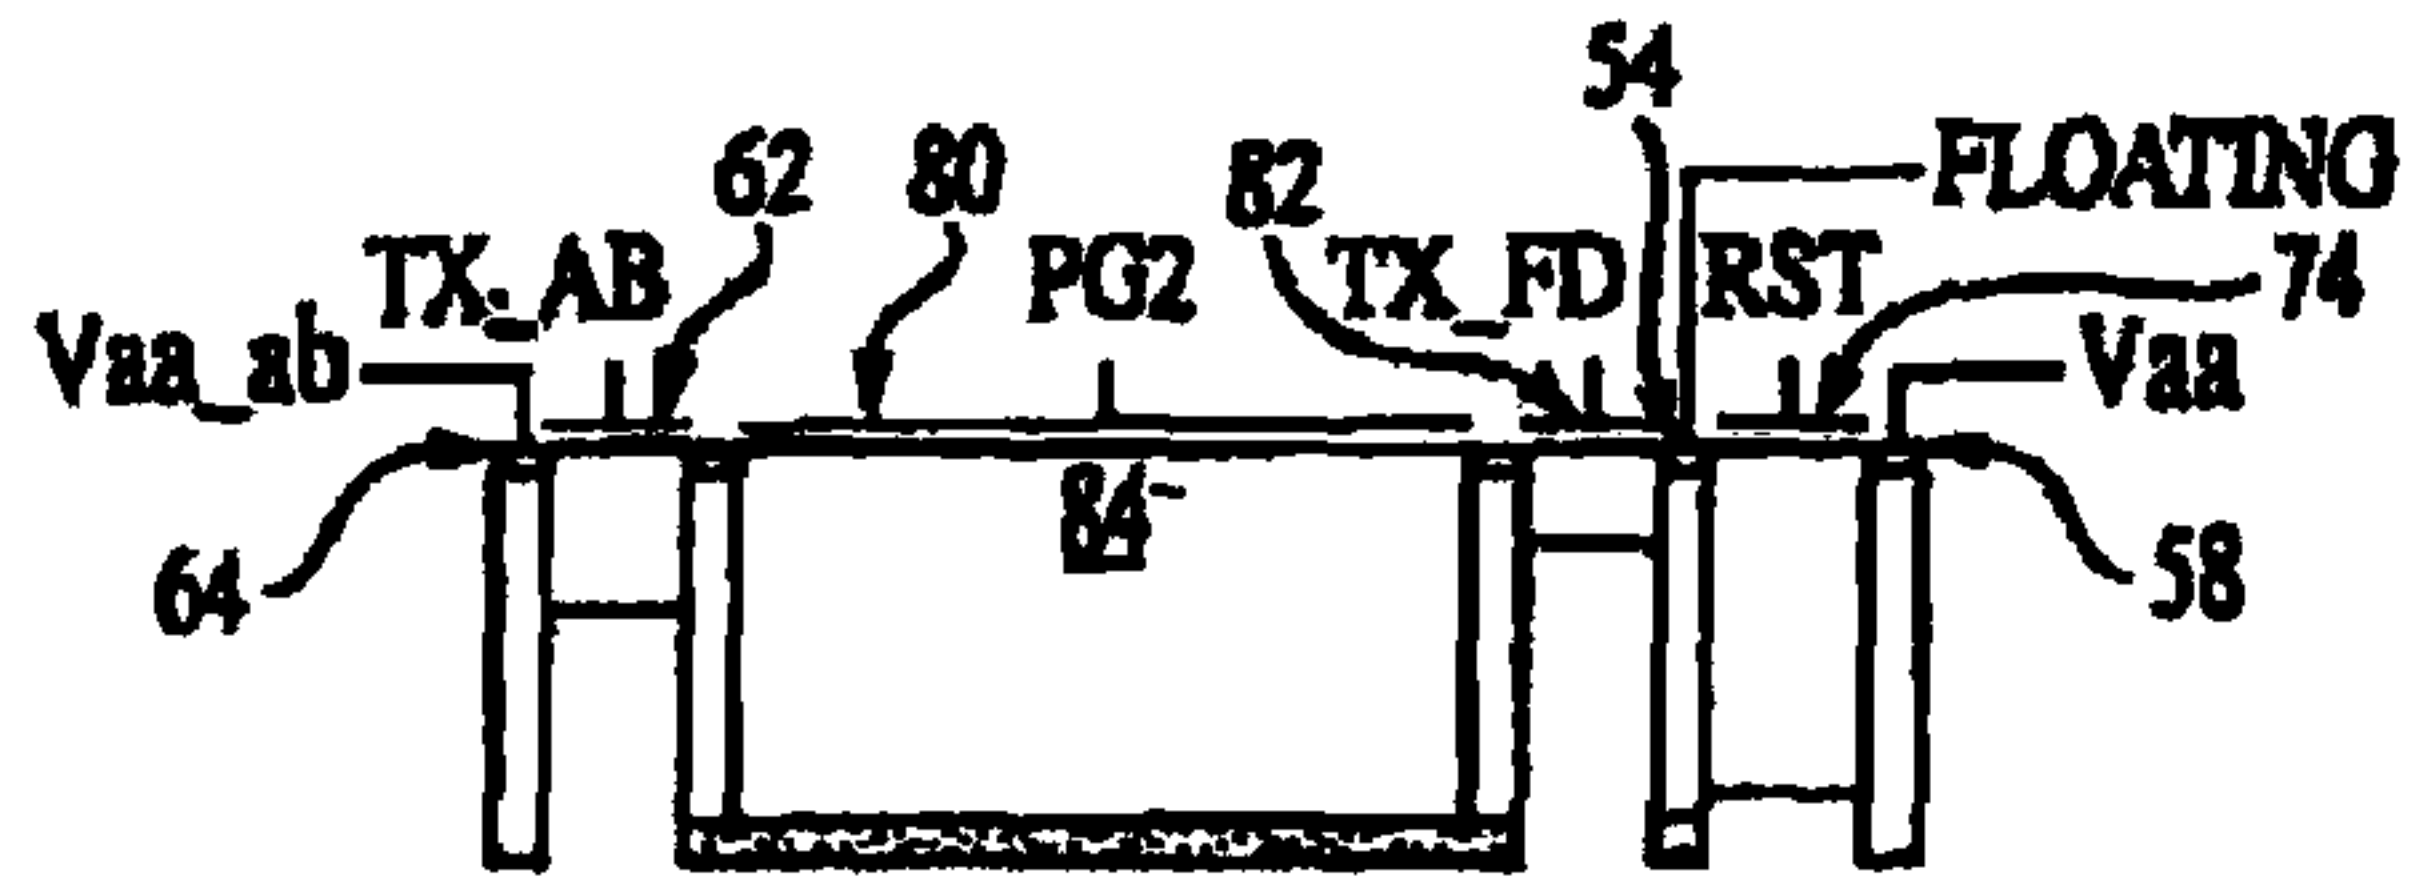 54
62 80 82 FLOATING
TX_AB PG2 TX_FD RST 74
Vaa_ab Vaa
84
64 58